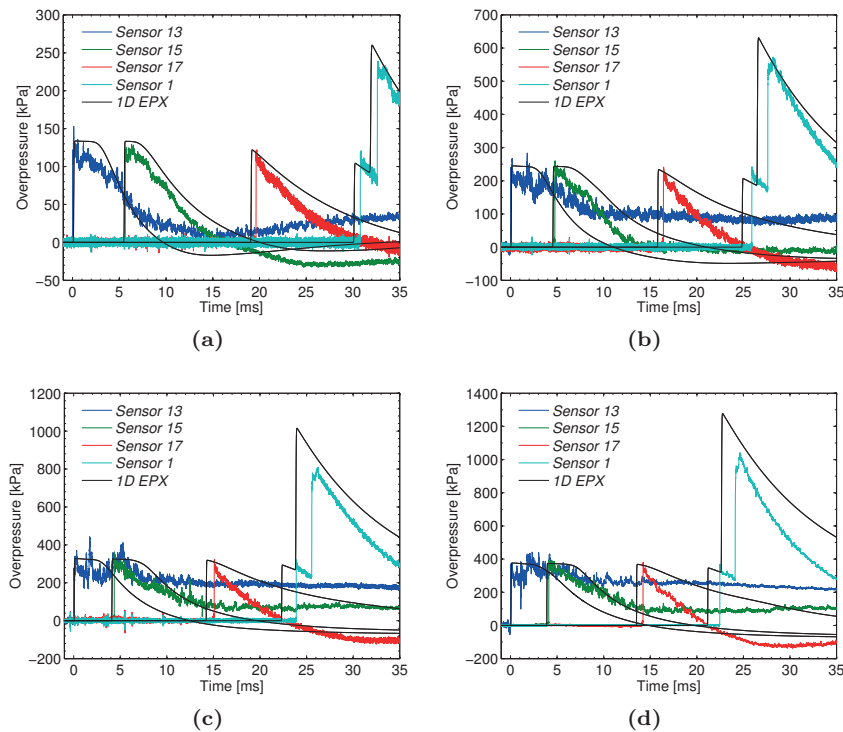 300
250
200
150
100
50
0
−50
Overpressure [kPa]
Sensor 13
Sensor 15
Sensor 17
Sensor 1
1D EPX
0 5 10 15 20 25 30 35
Time [ms]
(a)
700
600
500
400
300
200
100
0
−100
Overpressure [kPa]
Sensor 13
Sensor 15
Sensor 17
Sensor 1
1D EPX
0 5 10 15 20 25 30 35
Time [ms]
(b)
1200
1000
800
600
400
200
0
−200
Overpressure [kPa]
Sensor 13
Sensor 15
Sensor 17
Sensor 1
1D EPX
0 5 10 15 20 25 30 35
Time [ms]
(c)
1400
1200
1000
800
600
400
200
0
−200
Overpressure [kPa]
Sensor 13
Sensor 15
Sensor 17
Sensor 1
1D EPX
0 5 10 15 20 25 30 35
Time [ms]
(d)